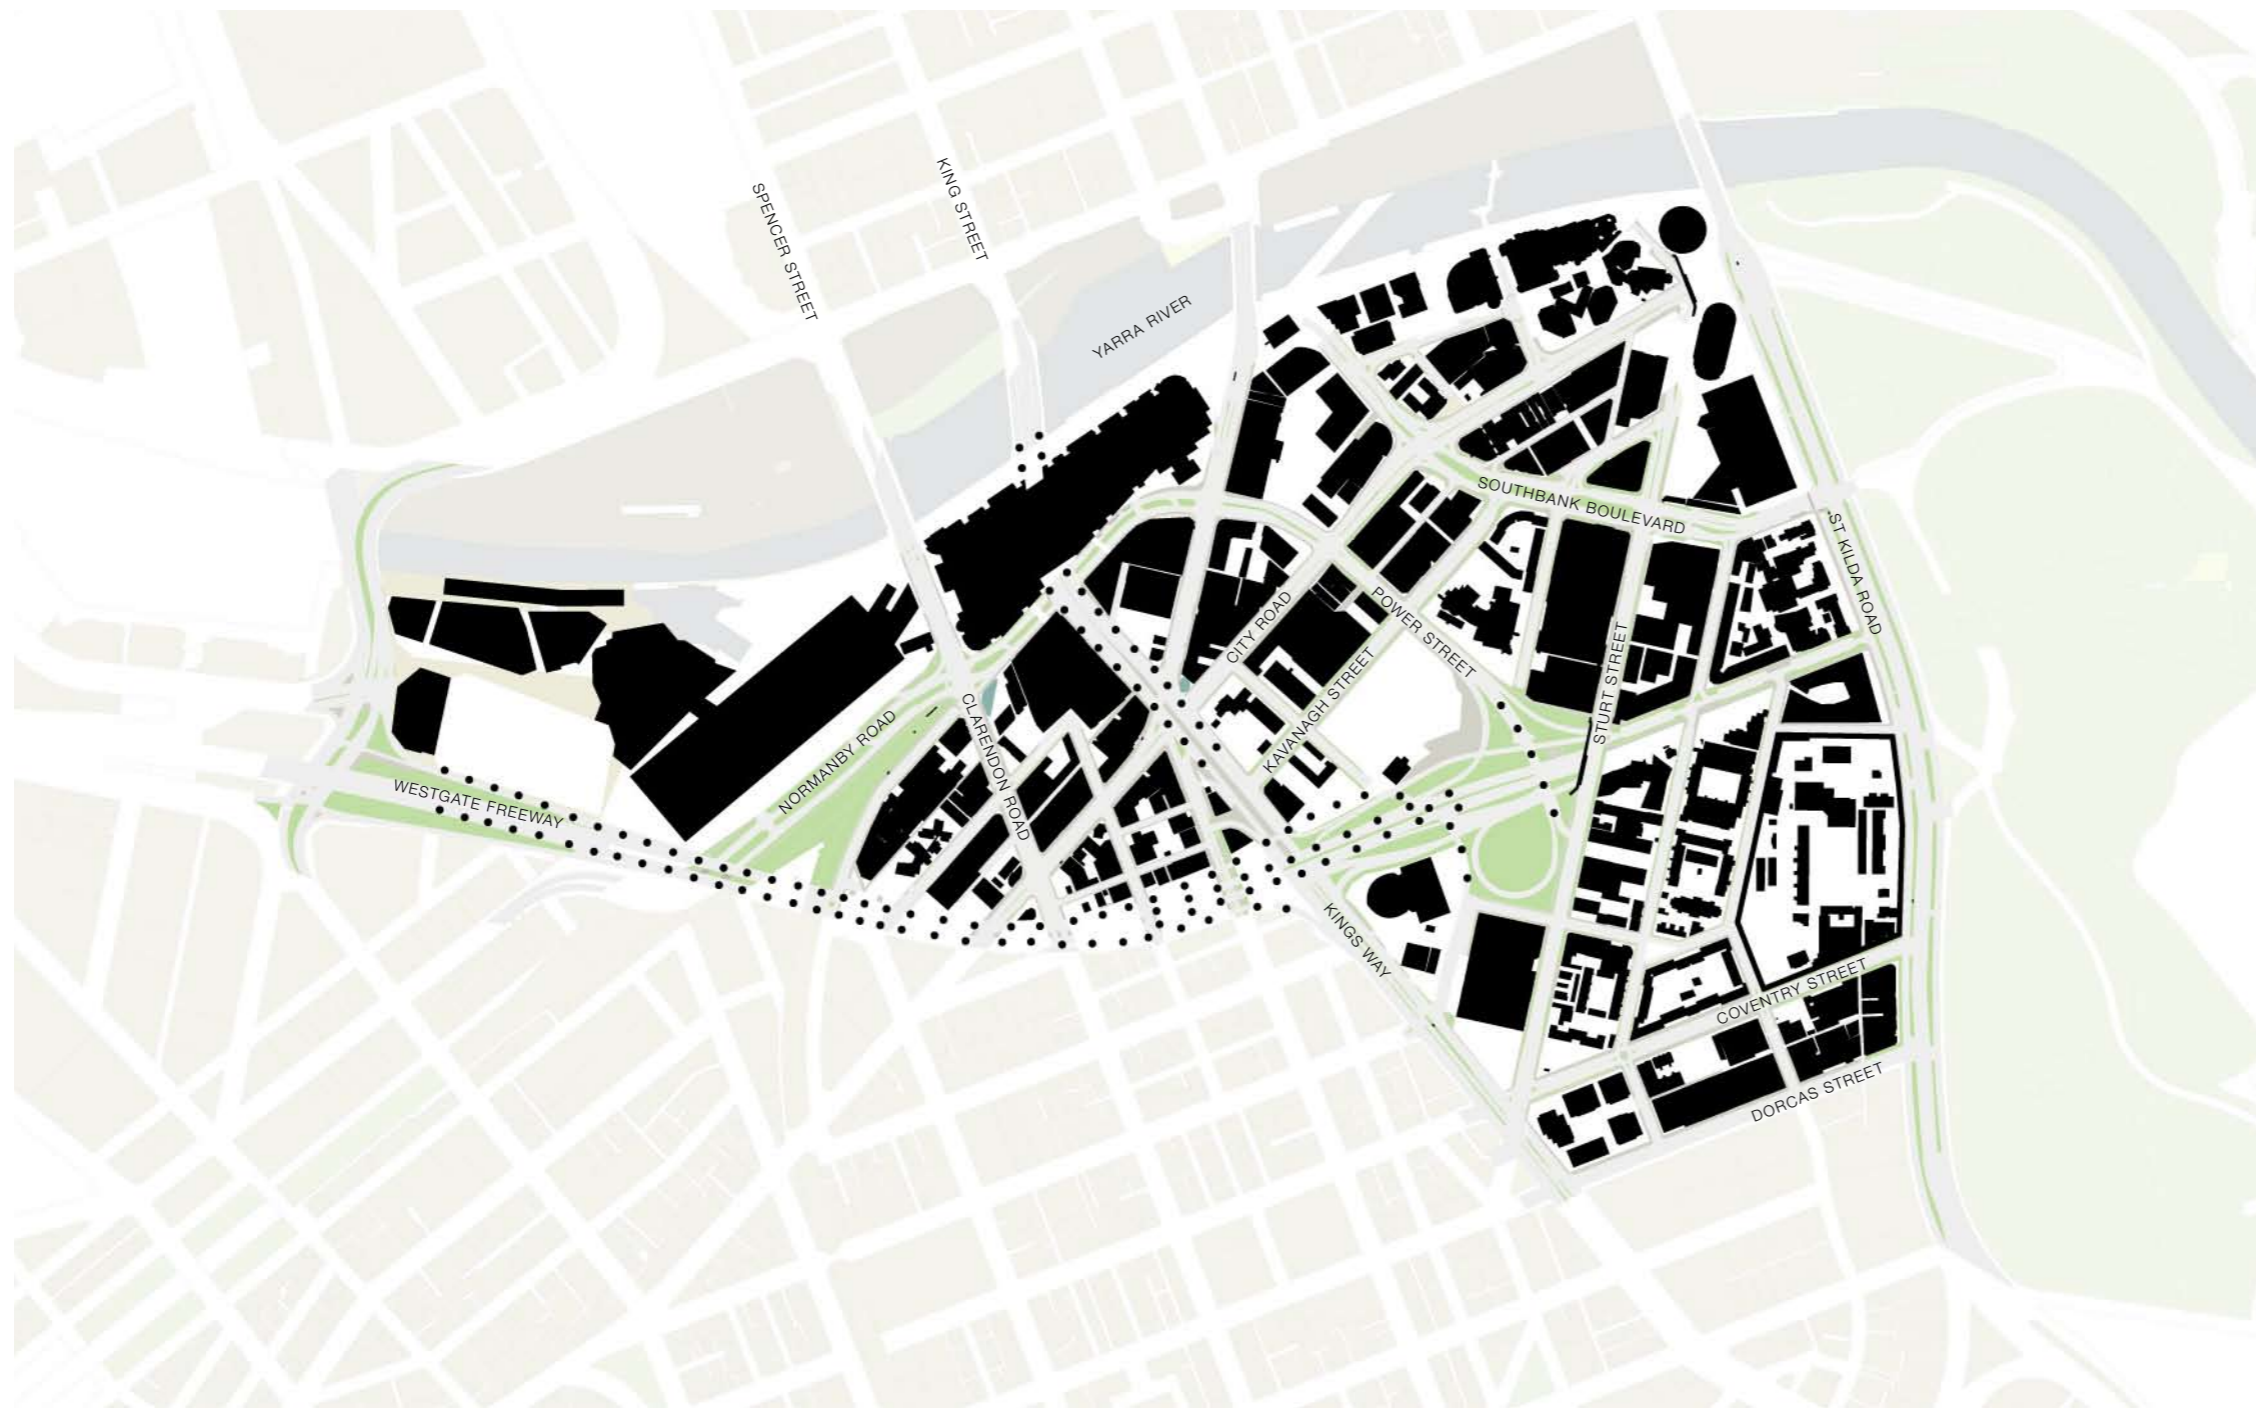 KING STREET
SPENCER STREET
YARRA RIVER
SOUTHBANK BOULEVARD
ST KILDA ROAD
POWER STREET
CITY ROAD
STURT STREET
KAVANAGH STREET
CLARENDON ROAD
NORMANBY ROAD
WESTGATE FREEWAY
KINGS WAY
COVENTRY STREET
DORCAS STREET